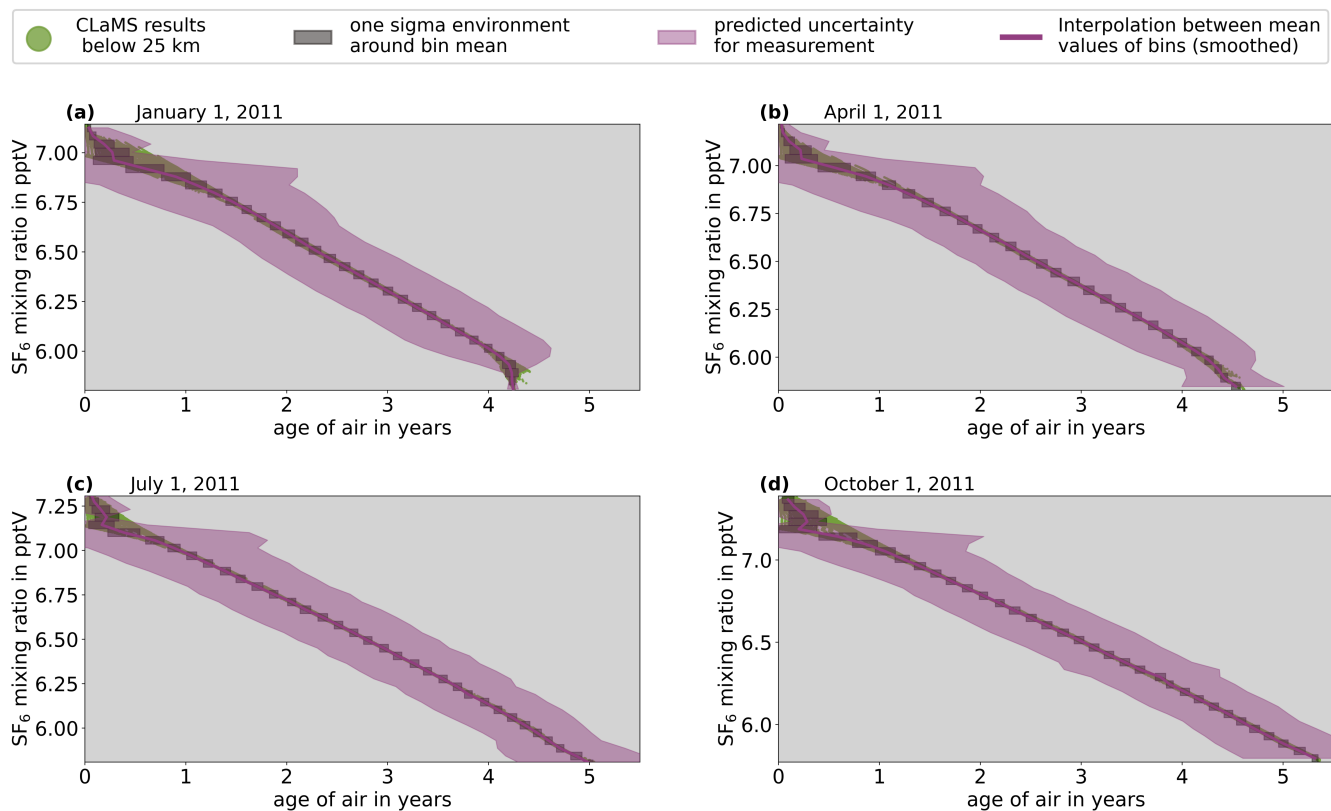 CLaMS results
below 25 km
one sigma environment
around bin mean
predicted uncertainty
for measurement
Interpolation between mean
values of bins (smoothed)
(a) January 1, 2011
SF₆ mixing ratio in pptV
7.00
6.75
6.50
6.25
6.00
0 1 2 3 4 5
age of air in years
(b) April 1, 2011
SF₆ mixing ratio in pptV
7.00
6.75
6.50
6.25
6.00
0 1 2 3 4 5
age of air in years
(c) July 1, 2011
SF₆ mixing ratio in pptV
7.25
7.00
6.75
6.50
6.25
6.00
0 1 2 3 4 5
age of air in years
(d) October 1, 2011
SF₆ mixing ratio in pptV
7.0
6.5
6.0
0 1 2 3 4 5
age of air in years